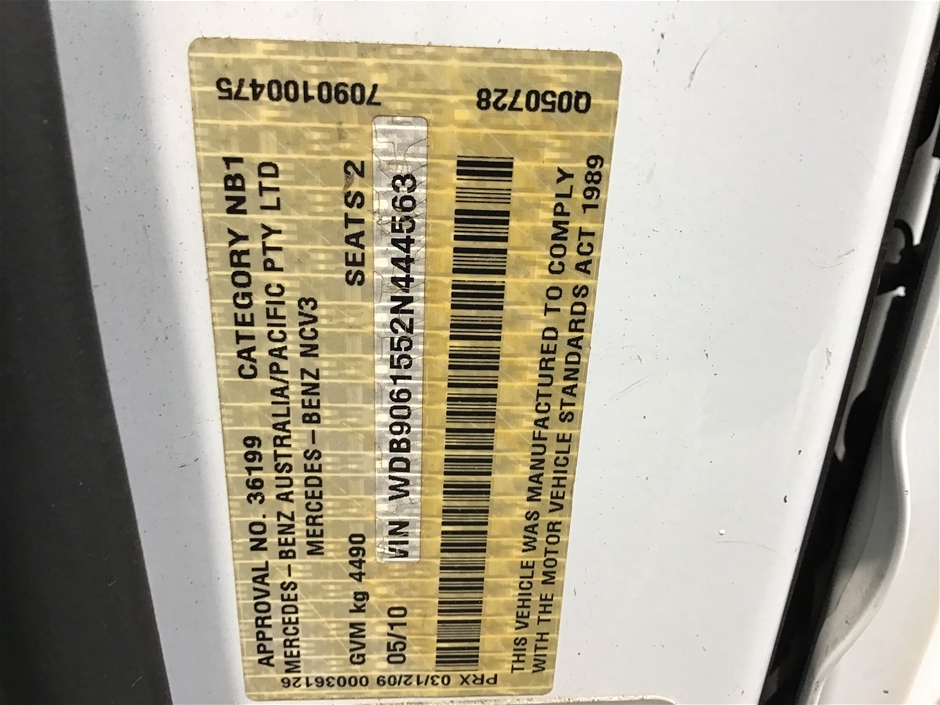 APPROVAL NO. 36199 CATEGORY NB1
MERCEDES-BENZ AUSTRALIA/PACIFIC PTY LTD
MERCEDES-BENZ NCV3
GVM kg 4490 SEATS 2
05/10 VIN WDB9061552N444563
THIS VEHICLE WAS MANUFACTURED TO COMPLY
WITH THE MOTOR VEHICLE STANDARDS ACT 1989
7090100475
Q050728
PRX 03/12/09 00036126